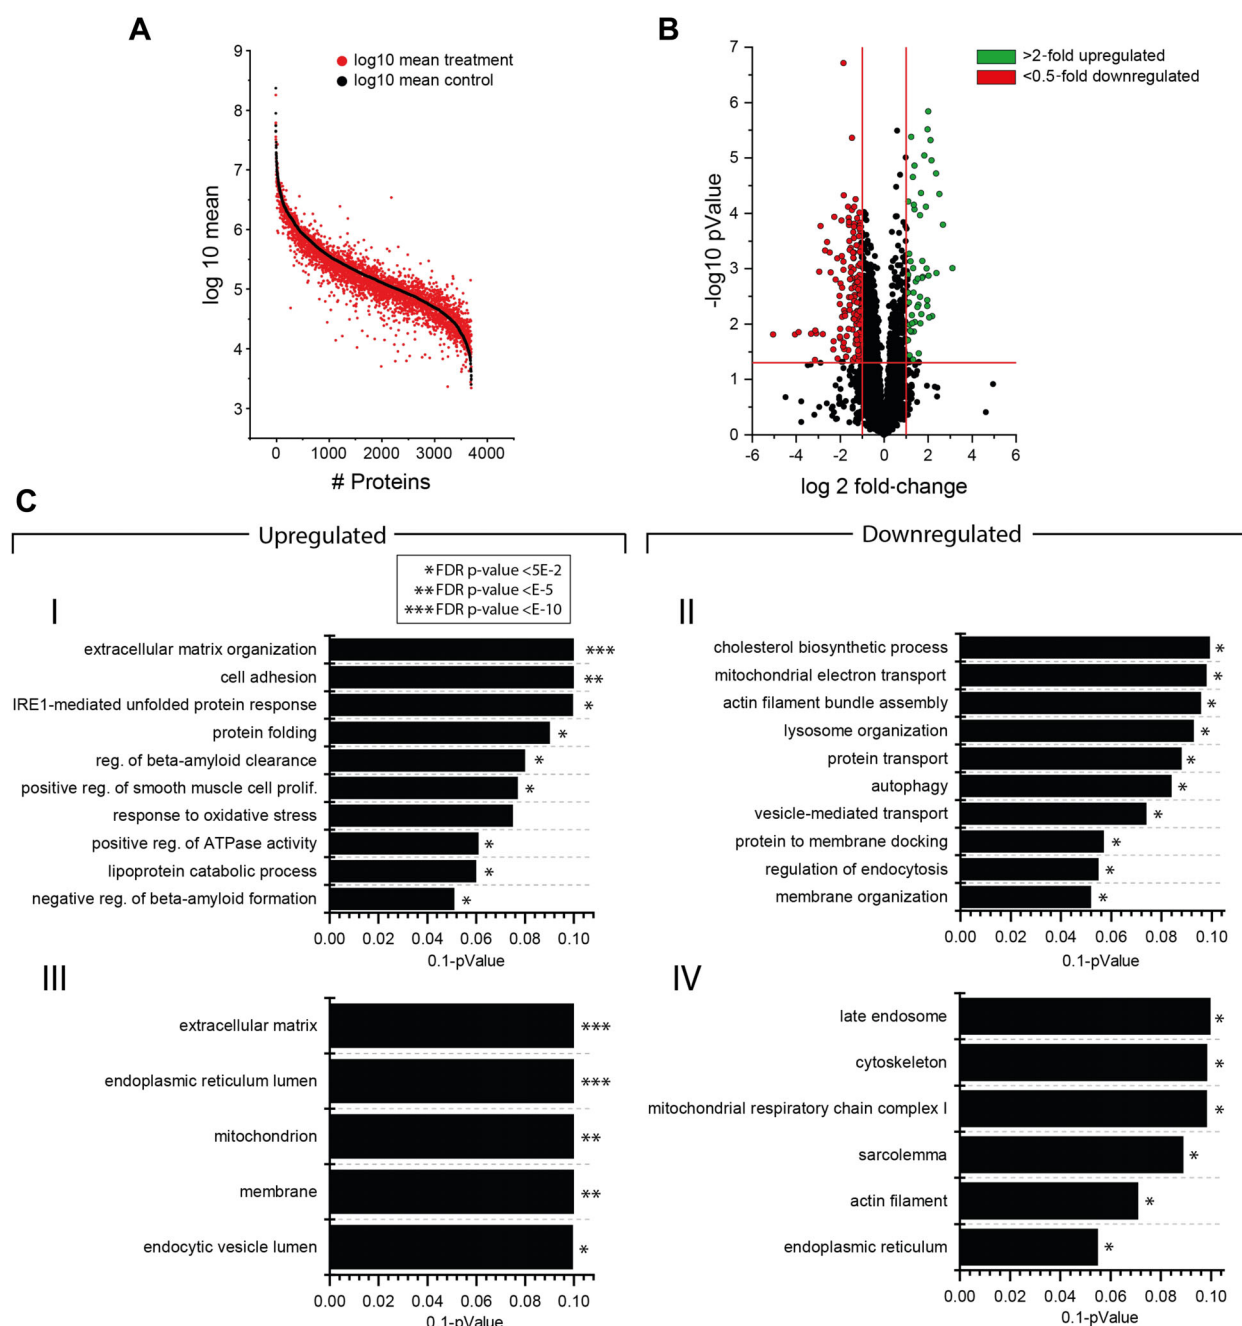 A
log10 mean treatment
log10 mean control
9
8
7
6
5
4
3
log 10 mean
0
1000
2000
3000
4000
# Proteins
B
>2-fold upregulated
<0.5-fold downregulated
7
6
5
4
3
2
1
0
-log10 pValue
-6
-4
-2
0
2
4
6
log 2 fold-change
C
Upregulated
*FDR p-value <5E-2
**FDR p-value <E-5
***FDR p-value <E-10
I
extracellular matrix organization ***
cell adhesion **
IRE1-mediated unfolded protein response *
protein folding *
reg. of beta-amyloid clearance *
positive reg. of smooth muscle cell prolif. *
response to oxidative stress
positive reg. of ATPase activity *
lipoprotein catabolic process *
negative reg. of beta-amyloid formation *
0.00 0.02 0.04 0.06 0.08 0.10
0.1-pValue
Downregulated
II
cholesterol biosynthetic process *
mitochondrial electron transport *
actin filament bundle assembly *
lysosome organization *
protein transport *
autophagy *
vesicle-mediated transport *
protein to membrane docking *
regulation of endocytosis *
membrane organization *
0.00 0.02 0.04 0.06 0.08 0.10
0.1-pValue
III
extracellular matrix ***
endoplasmic reticulum lumen ***
mitochondrion **
membrane **
endocytic vesicle lumen *
0.00 0.02 0.04 0.06 0.08 0.10
0.1-pValue
IV
late endosome *
cytoskeleton *
mitochondrial respiratory chain complex I *
sarcolemma *
actin filament *
endoplasmic reticulum *
0.00 0.02 0.04 0.06 0.08 0.10
0.1-pValue